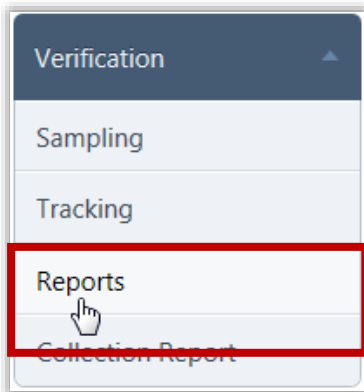 Verification
Sampling
Tracking
Reports
Collection Report